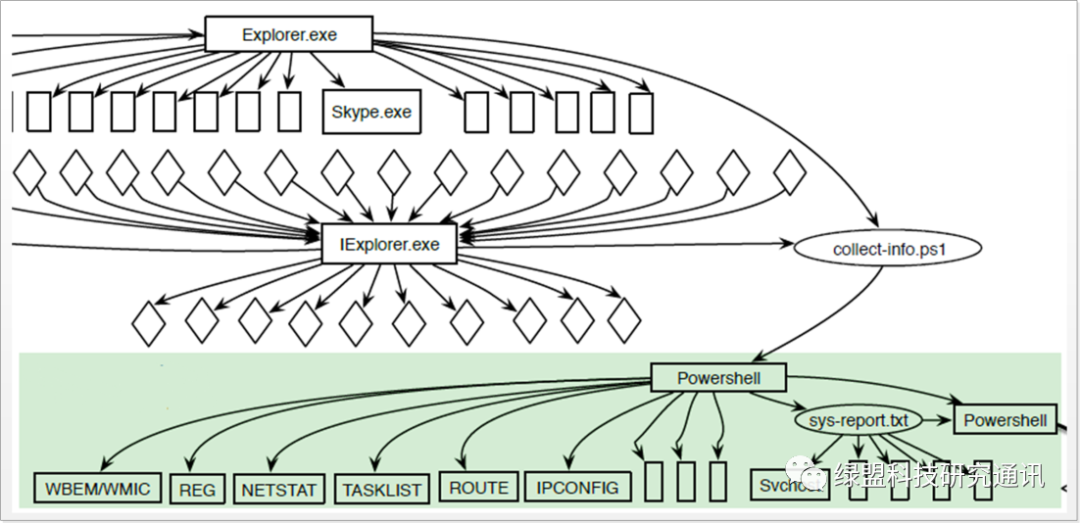 Explorer.exe
Skype.exe
IExplorer.exe
collect-info.ps1
Powershell
sys-report.txt
Powershell
WBEM/WMIC
REG
NETSTAT
TASKLIST
ROUTE
IPCONFIG
Svchost
绿盟科技研究通讯